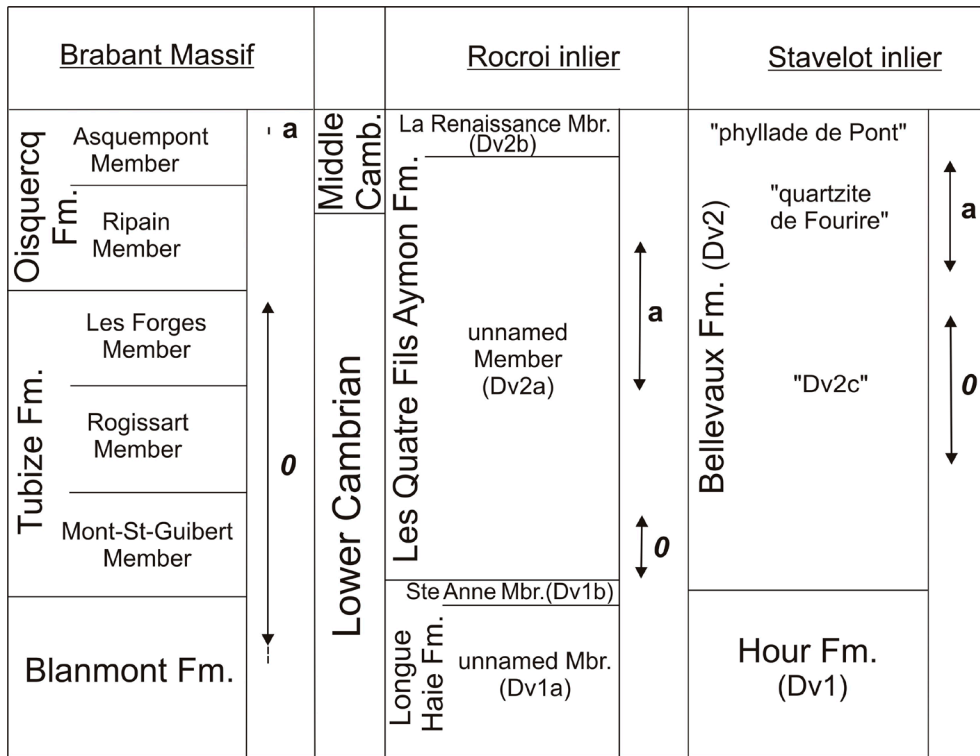 Brabant Massif
Rocroi inlier
Stavelot inlier
Oisquercq
Fm.
Asquempont
Member
Ripain
Member
a
Tubize Fm.
Les Forges
Member
Rogissart
Member
Mont-St-Guibert
Member
0
Blanmont Fm.
Middle
Camb.
Lower Cambrian
Les Quatre Fils Aymon Fm.
La Renaissance Mbr.
(Dv2b)
unnamed
Member
(Dv2a)
a
0
Longue
Haie Fm.
Ste Anne Mbr.(Dv1b)
unnamed Mbr.
(Dv1a)
Bellevaux Fm. (Dv2)
"phyllade de Pont"
"quartzite
de Fourire"
"Dv2c"
a
0
Hour Fm.
(Dv1)